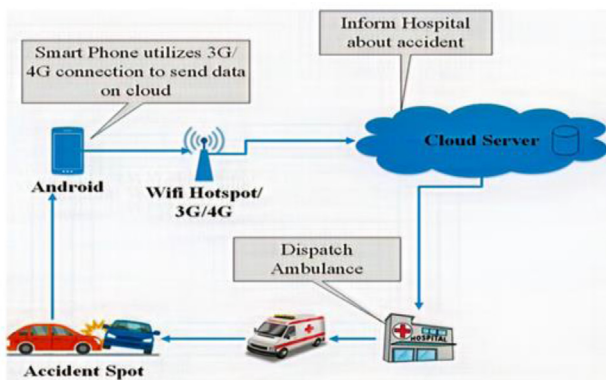 Inform Hospital
about accident
Smart Phone utilizes 3G/
4G connection to send data
on cloud
Cloud Server
Android
Wifi Hotspot/
3G/4G
Dispatch
Ambulance
HOSPITAL
Accident Spot